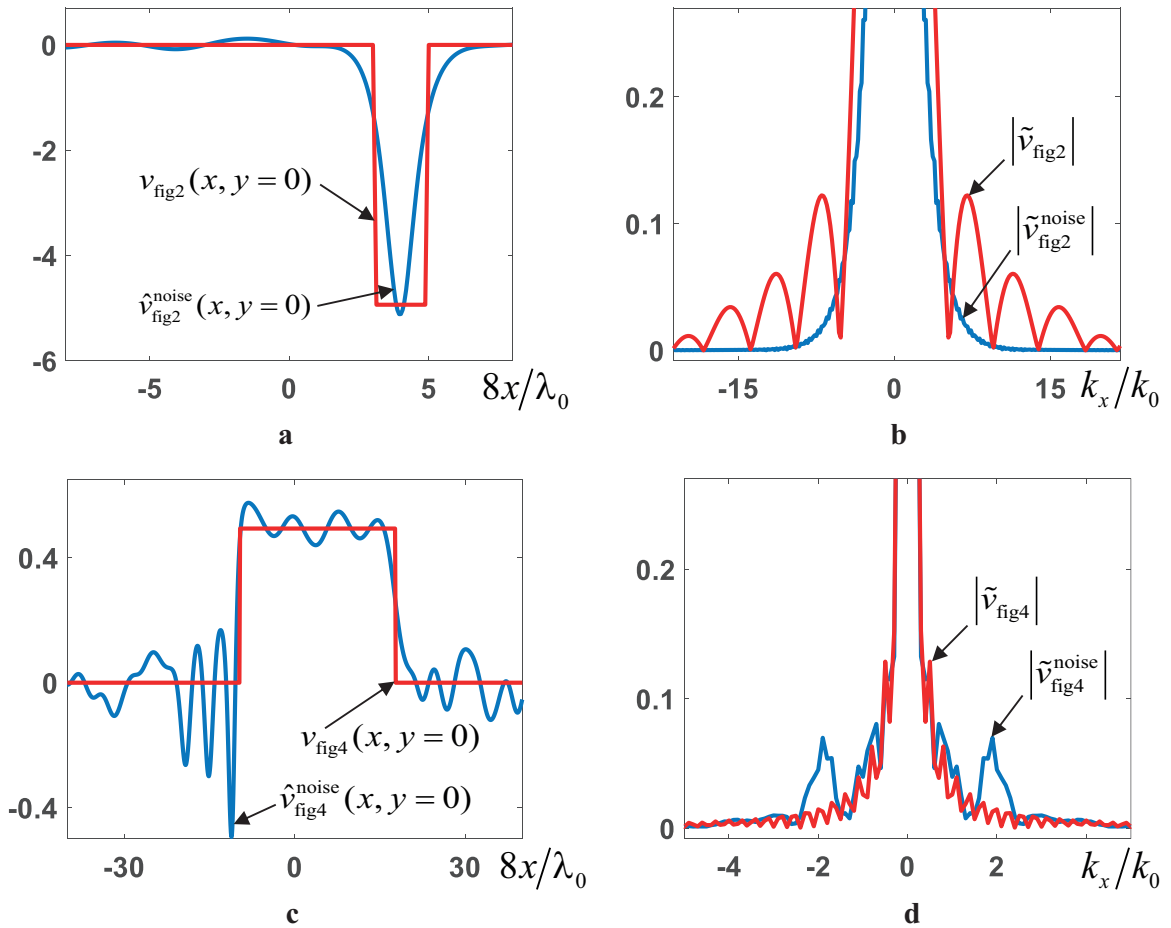 0
-2
-4
-6
-5
0
5
8x/λ₀
v_fig2(x, y = 0)
v̂_fig2^noise(x, y = 0)
a
0.2
0.1
0
-15
0
15
k_x/k_0
|ṽ_fig2|
|ṽ_fig2^noise|
b
0.4
0
-0.4
-30
0
30
8x/λ₀
v_fig4(x, y = 0)
v̂_fig4^noise(x, y = 0)
c
0.2
0.1
0
-4
-2
0
2
k_x/k_0
|ṽ_fig4|
|ṽ_fig4^noise|
d